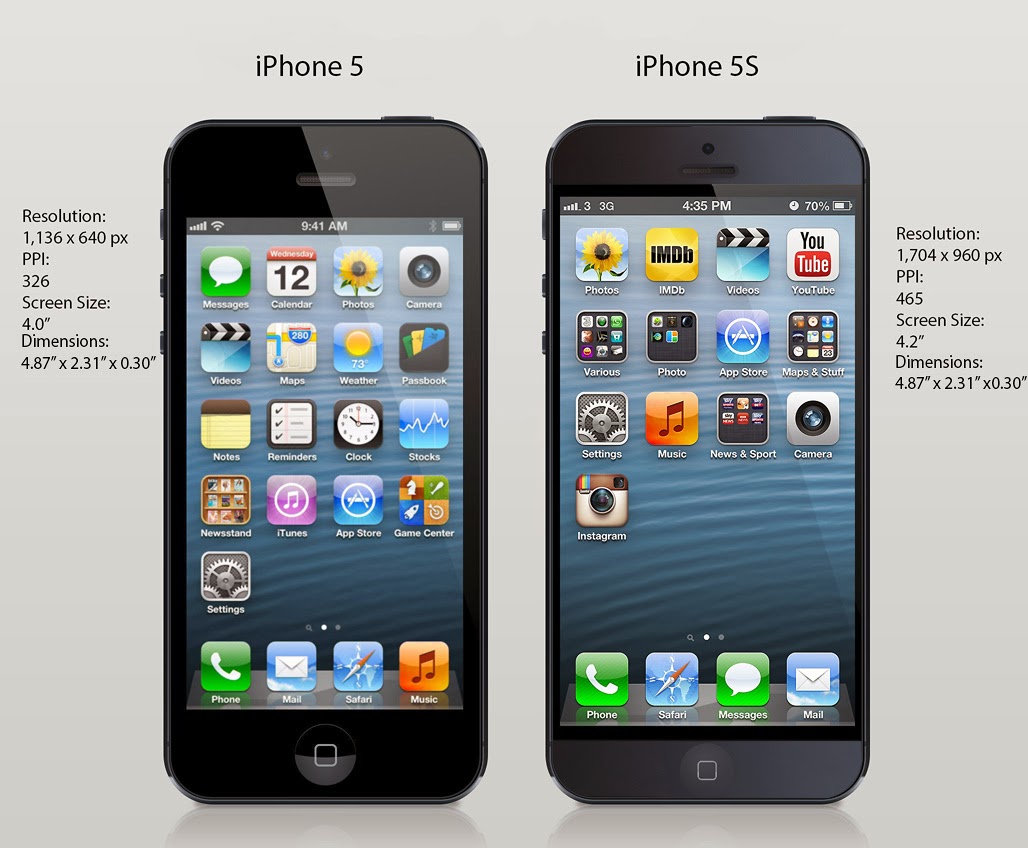 iPhone 5
iPhone 5S
Resolution:
1,136 x 640 px
PPI:
326
Screen Size:
4.0”
Dimensions:
4.87” x 2.31” x 0.30”
9:41 AM
Wednesday
12
Messages Calendar Photos Camera
280
73°
Videos Maps Weather Passbook
Notes Reminders Clock Stocks
Newsstand iTunes App Store Game Center
Settings
Phone Mail Safari Music
3 3G 4:35 PM 70%
IMDb
You
Tube
Photos IMDb Videos YouTube
Various Photo App Store Maps & Stuff
Settings Music News & Sport Camera
Instagram
Phone Safari Messages Mail
Resolution:
1,704 x 960 px
PPI:
465
Screen Size:
4.2”
Dimensions:
4.87” x 2.31” x0.30”